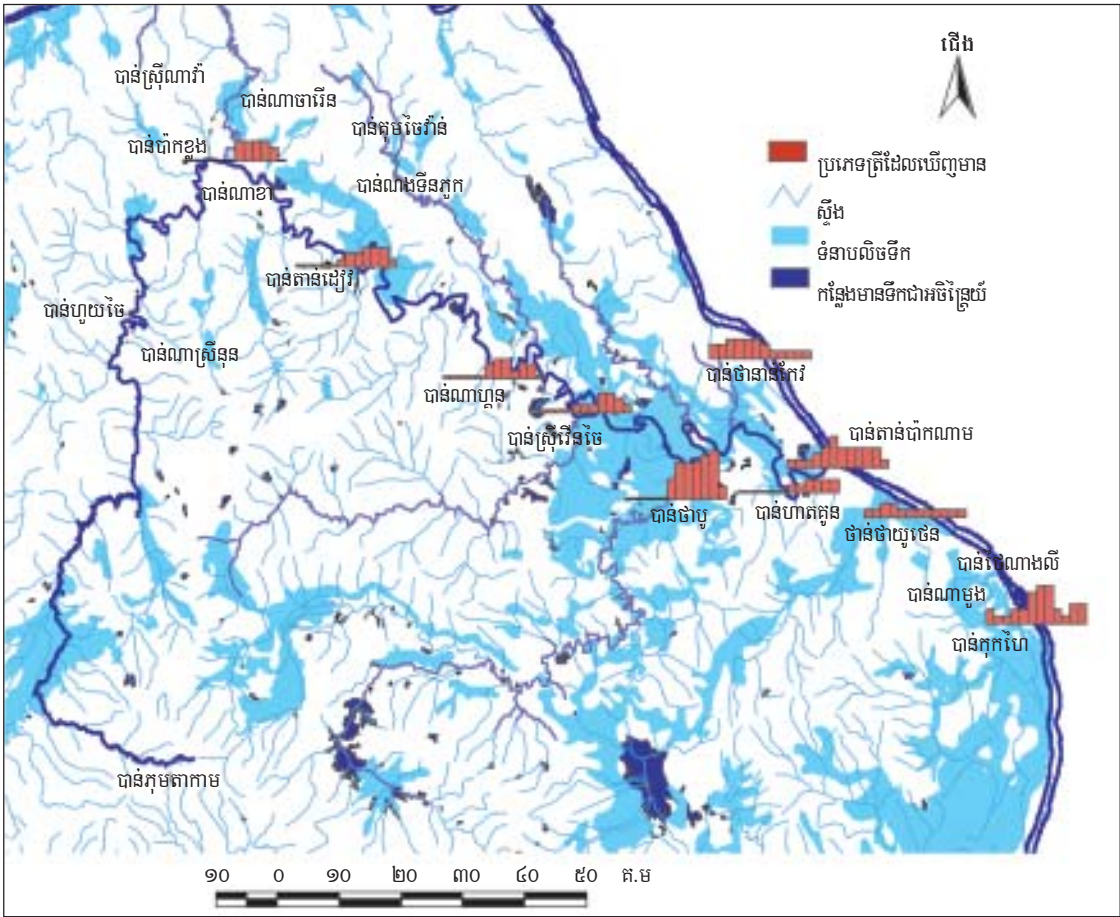 ជើង
បាន់ស្រ៊ីណាវ៉ា
បាន់ណាចារើន
បាន់គុមចៃវ៉ាន់
បាន់ប៉ាកខ្លូង
ប្រភេទត្រីដែលឃើញមាន
បាន់ណាខា
បាន់ណងទីនភូក
ស្ទឹង
ទំនាបលិចទឹក
បាន់តាន់ដៀវ
កន្លែងមានទឹកជាអចិន្ត្រៃយ៍
បាន់ហួយចៃ
បាន់ណាស្រីនុន
បាន់ថានាន់កែវ
បាន់ណាហ្គន
បាន់ស្រ៊ីវើនចៃ
បាន់តាន់ប៉ាកណាម
បាន់ថាបូ
បាន់ហាត់គូន
ថាន់ថាយូថេន
បាន់ថៃណាងលី
បាន់ណាមូង
បាន់កុកហៃ
បាន់ភុមតាកាម
១០ ០ ១០ ២០ ៣០ ៤០ ៥០ គ.ម